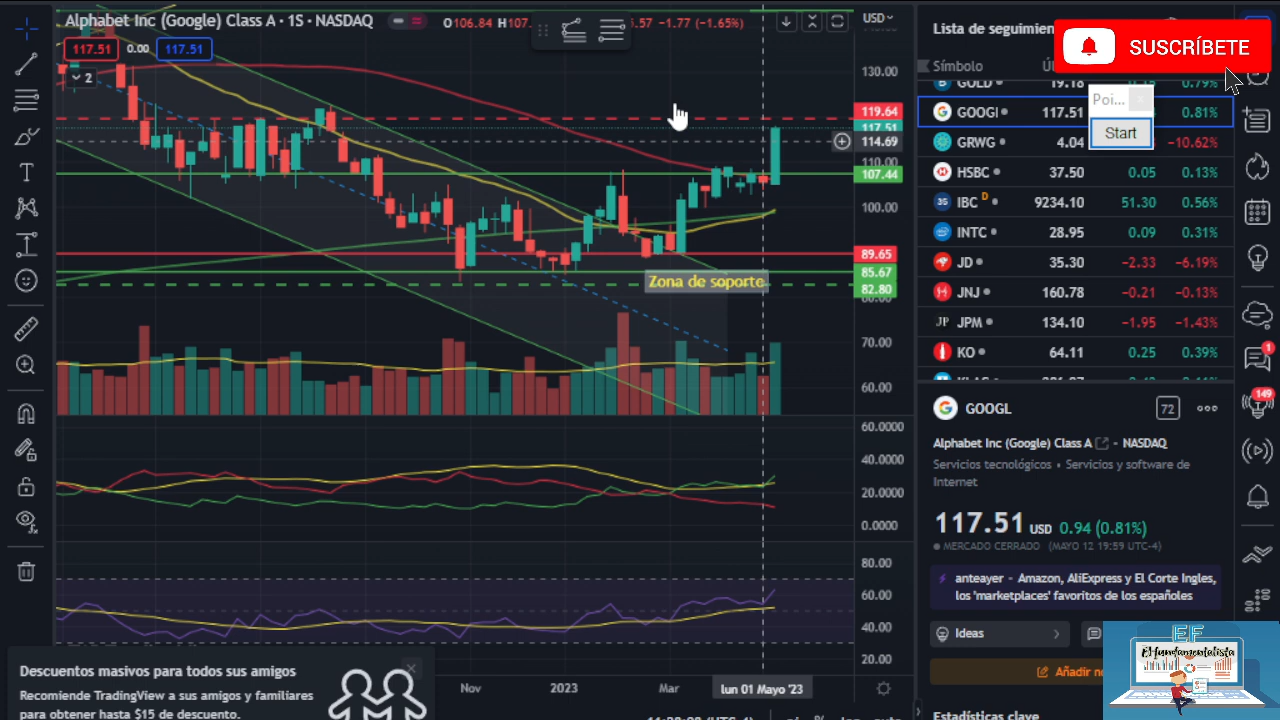 Alphabet Inc (Google) Class A · 1S · NASDAQ
O106.84 H107. 5.57 -1.77 (-1.65%)
117.51 0.00 117.51
2
USD
130.00
119.64
117.51
114.69
110.00
107.44
100.00
89.65
85.67
82.80
80.00
70.00
60.00
Zona de soporte
60.0000
40.0000
20.0000
0.0000
80.00
60.00
40.00
20.00
Nov 2023 Mar lun 01 Mayo '23
Descuentos masivos para todos sus amigos
Recomiende TradingView a sus amigos y familiares
para obtener hasta $15 de descuento.
Lista de seguimien
SUSCRÍBETE
Símbolo
Poi...
Start
GOLD 19.18 0.79%
GOOGL 117.51 0.81%
GRWG 4.04 -10.62%
HSBC 37.50 0.05 0.13%
IBC D 9234.10 51.30 0.56%
INTC 28.95 0.09 0.31%
JD 35.30 -2.33 -6.19%
JNJ 160.78 -0.21 -0.13%
JPM 134.10 -1.95 -1.43%
KO 64.11 0.25 0.39%
GOOGL
72
Alphabet Inc (Google) Class A - NASDAQ
Servicios tecnológicos • Servicios y software de
Internet
117.51 USD 0.94 (0.81%)
MERCADO CERRADO (MAYO 12 19:59 UTC-4)
anteayer - Amazon, AliExpress y El Corte Ingles,
los 'marketplaces' favoritos de los españoles
Ideas
Añadir no
Estadísticas clave
1
149
EF
El fundamentalista